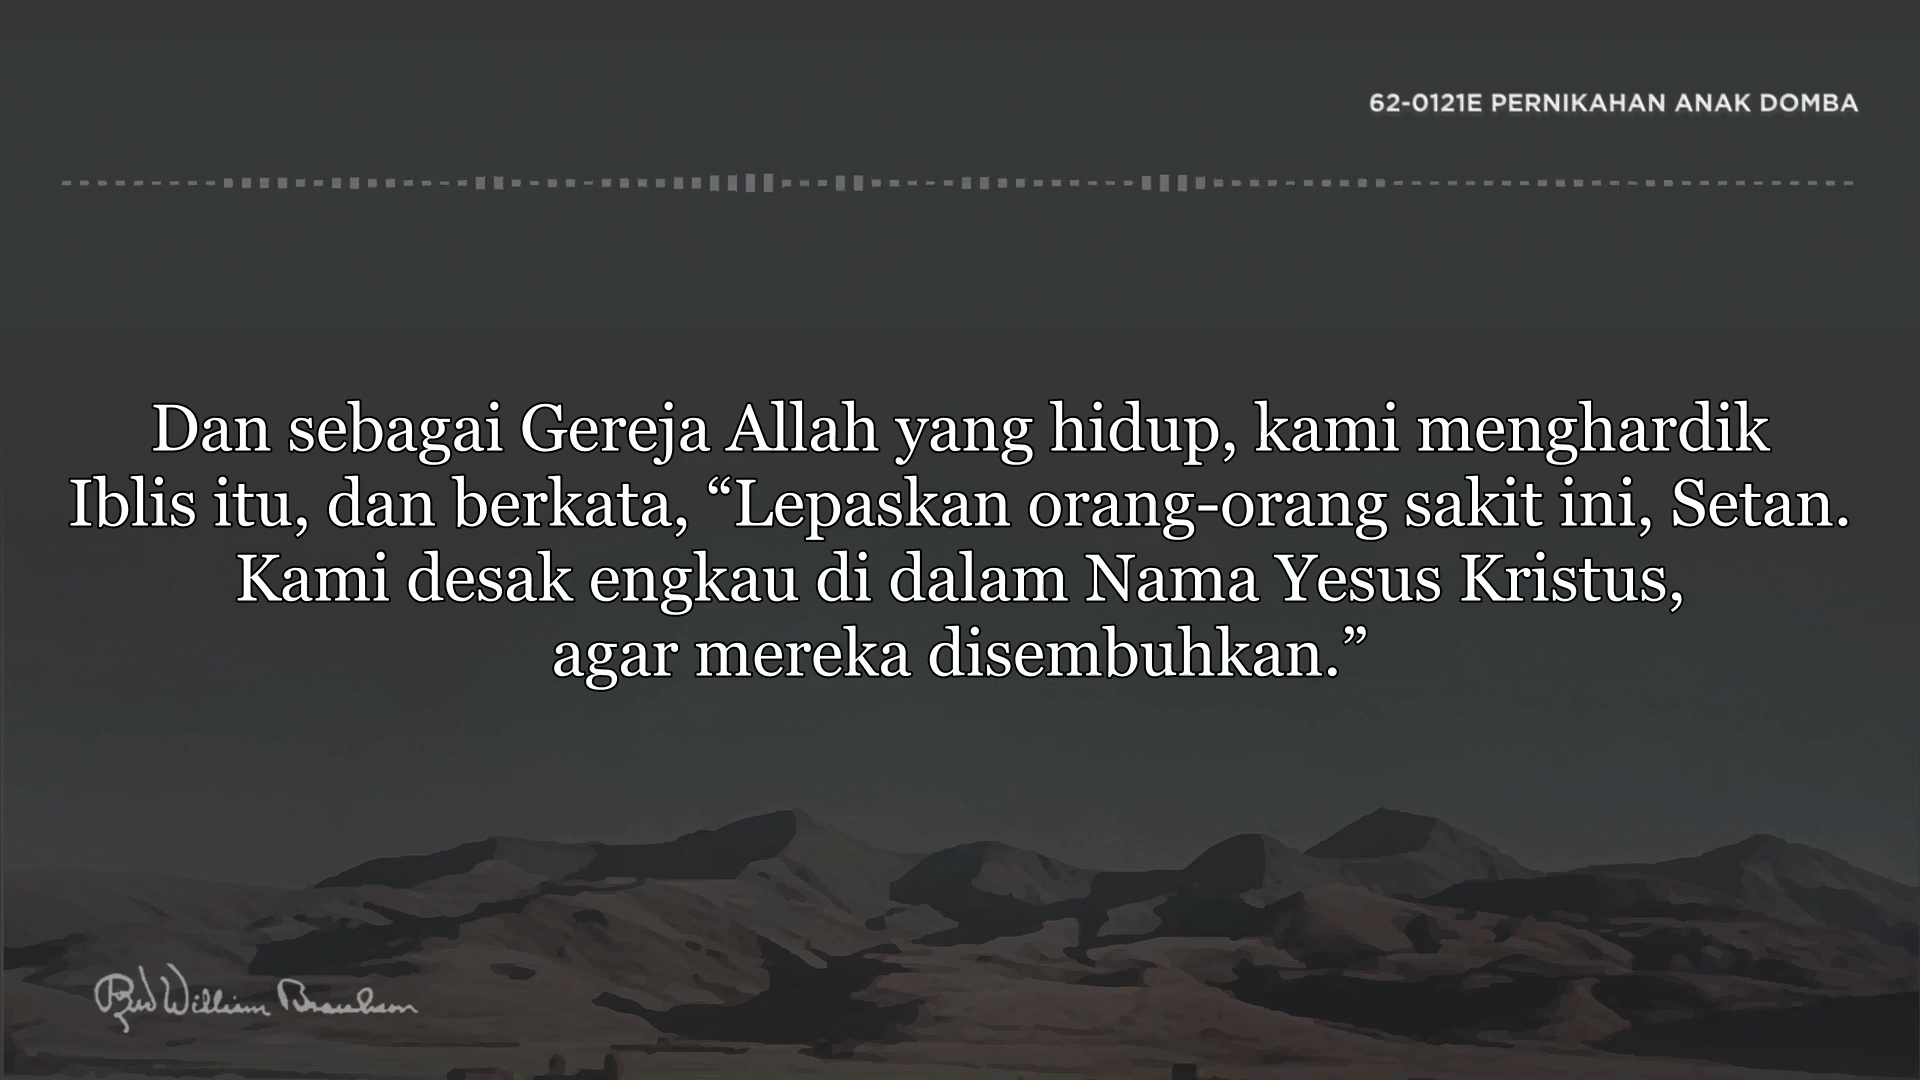 62-0121E PERNIKAHAN ANAK DOMBA
Dan sebagai Gereja Allah yang hidup, kami menghardik
Iblis itu, dan berkata, “Lepaskan orang-orang sakit ini, Setan.
Kami desak engkau di dalam Nama Yesus Kristus,
agar mereka disembuhkan.”
Rev William Branham